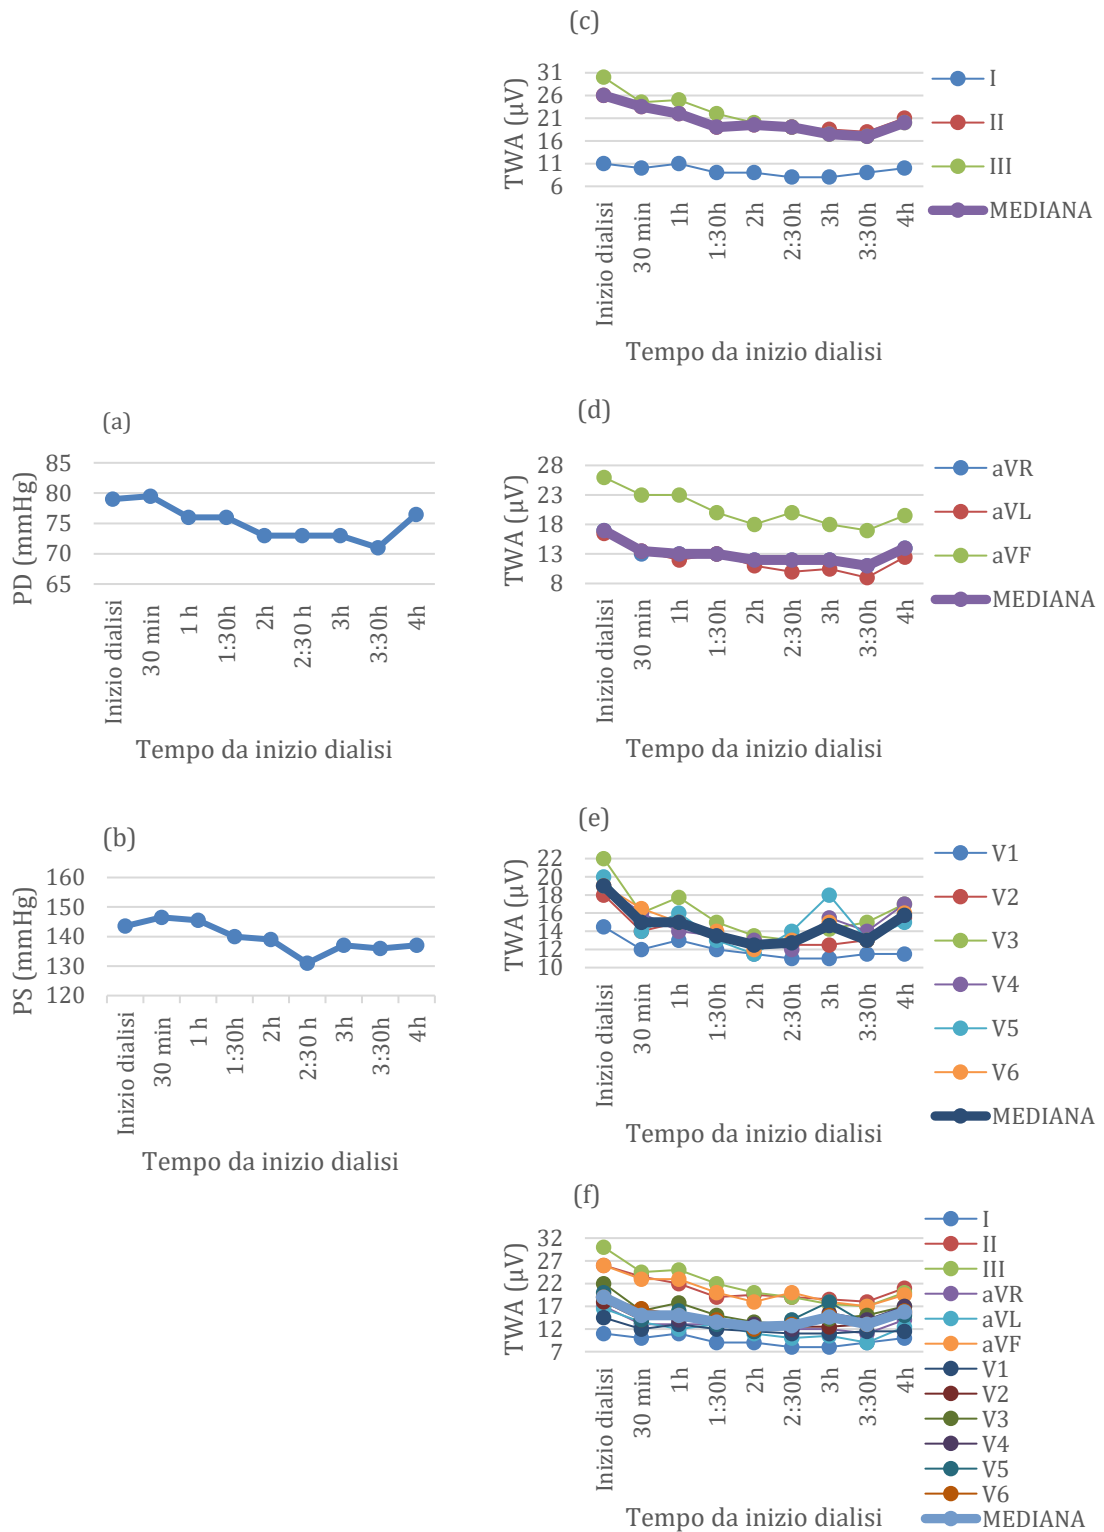 (c)
TWA (µV)
31
26
21
16
11
6
Inizio dialisi
30 min
1h
1:30h
2h
2:30h
3h
3:30h
4h
Tempo da inizio dialisi
I
II
III
MEDIANA
(a)
PD (mmHg)
85
80
75
70
65
Inizio dialisi
30 min
1 h
1:30h
2h
2:30 h
3h
3:30h
4h
Tempo da inizio dialisi
(d)
TWA (µV)
28
23
18
13
8
Inizio dialisi
30 min
1h
1:30h
2h
2:30h
3h
3:30h
4h
Tempo da inizio dialisi
aVR
aVL
aVF
MEDIANA
(b)
PS (mmHg)
160
150
140
130
120
Inizio dialisi
30 min
1 h
1:30h
2h
2:30 h
3h
3:30h
4h
Tempo da inizio dialisi
(e)
TWA (µV)
22
20
18
16
14
12
10
Inizio dialisi
30 min
1h
1:30h
2h
2:30h
3h
3:30h
4h
Tempo da inizio dialisi
V1
V2
V3
V4
V5
V6
MEDIANA
(f)
TWA (µV)
32
27
22
17
12
7
Inizio dialisi
30 min
1h
1:30h
2h
2:30h
3h
3:30h
4h
Tempo da inizio dialisi
I
II
III
aVR
aVL
aVF
V1
V2
V3
V4
V5
V6
MEDIANA